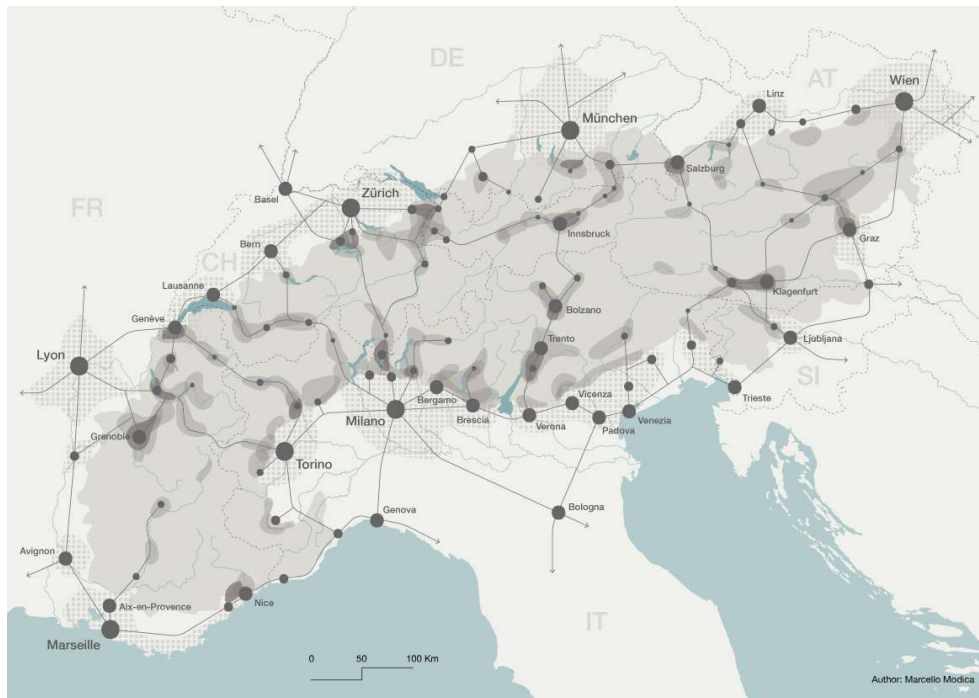 DE
AT
Wien
Linz
München
Salzburg
FR
Basel
Zürich
Innsbruck
Graz
Bern
CH
Lausanne
Klagenfurt
Bolzano
Genève
Ljubljana
Trento
Lyon
SI
Bergamo
Vicenza
Trieste
Milano
Brescia
Verona
Padova
Venezia
Grenoble
Torino
Genova
Bologna
Avignon
Aix-en-Provence
Nice
IT
Marseille
0 50 100 Km
Author: Marcello Modica